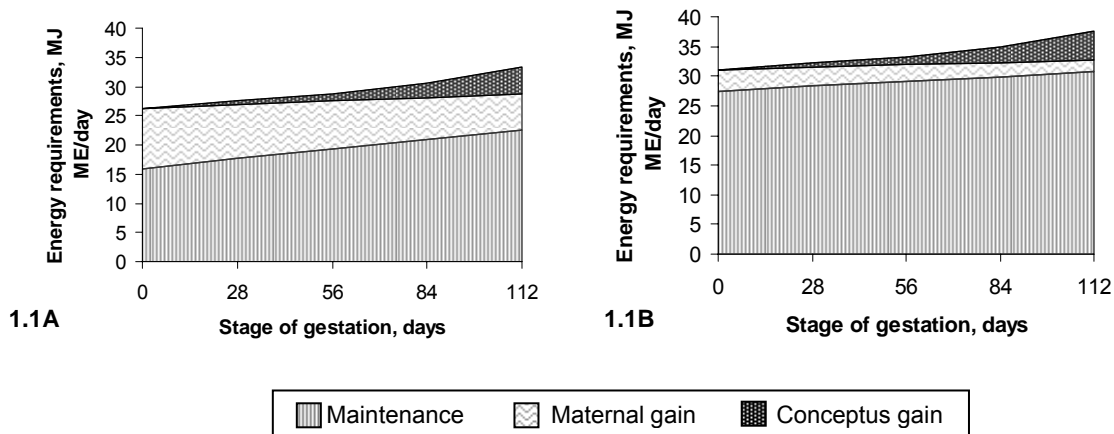 Energy requirements, MJ
ME/day
40
35
30
25
20
15
10
5
0
0 28 56 84 112
Stage of gestation, days
1.1A
Energy requirements, MJ
ME/day
40
35
30
25
20
15
10
5
0
0 28 56 84 112
Stage of gestation, days
1.1B
Maintenance Maternal gain Conceptus gain